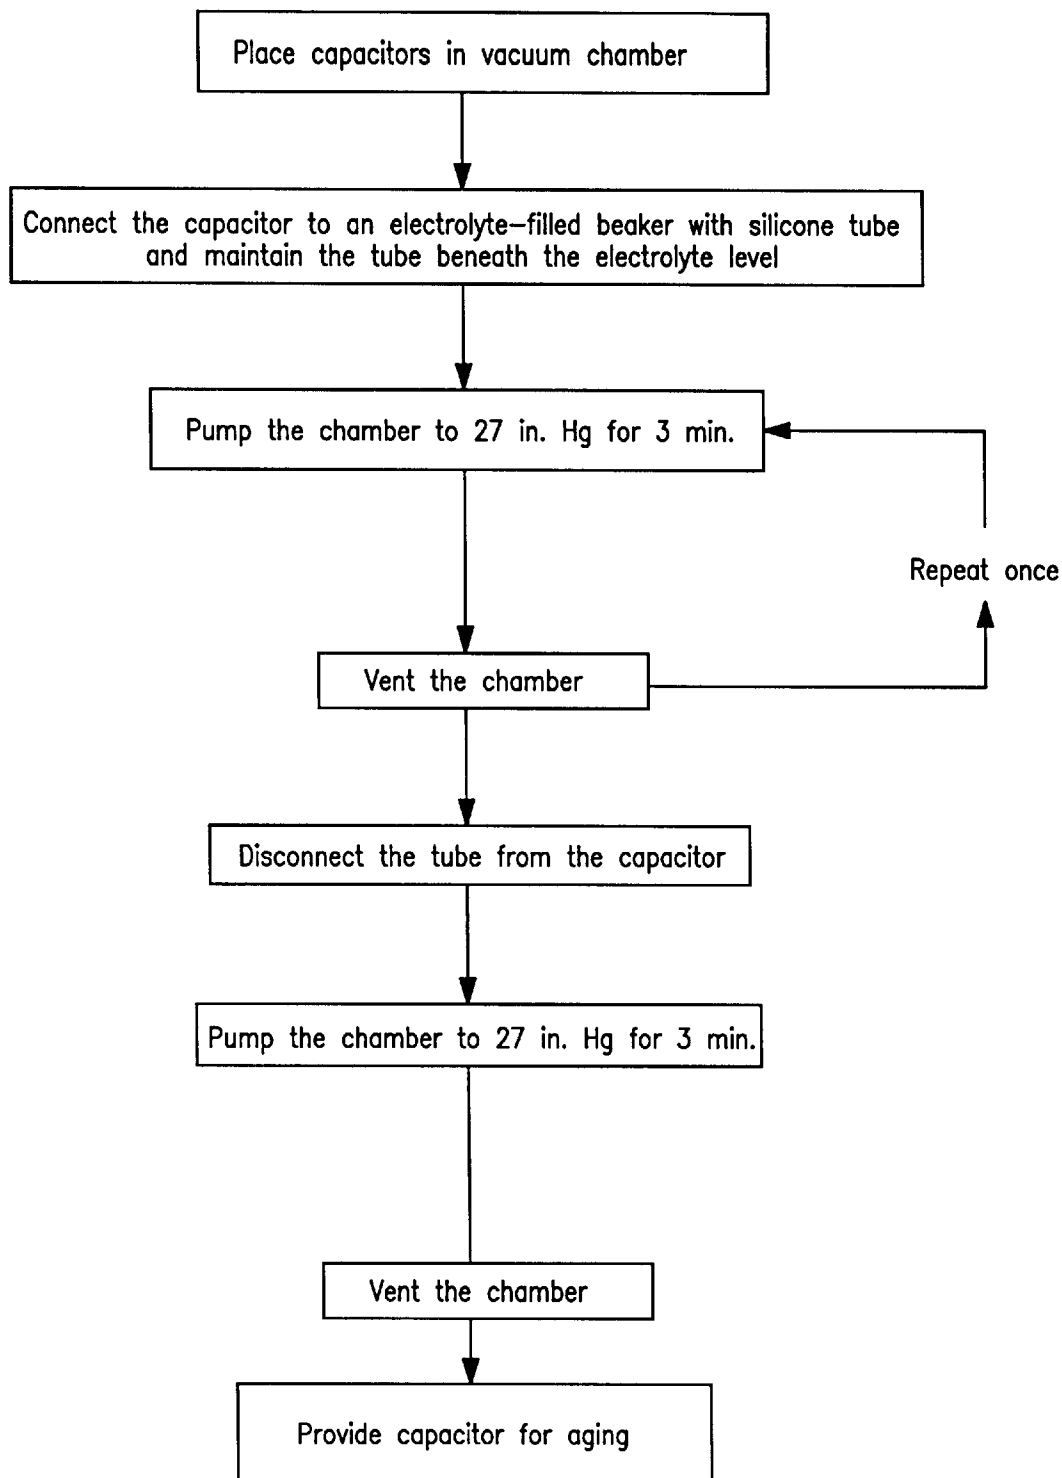 Place capacitors in vacuum chamber
Connect the capacitor to an electrolyte-filled beaker with silicone tube
and maintain the tube beneath the electrolyte level
Pump the chamber to 27 in. Hg for 3 min.
Repeat once
Vent the chamber
Disconnect the tube from the capacitor
Pump the chamber to 27 in. Hg for 3 min.
Vent the chamber
Provide capacitor for aging